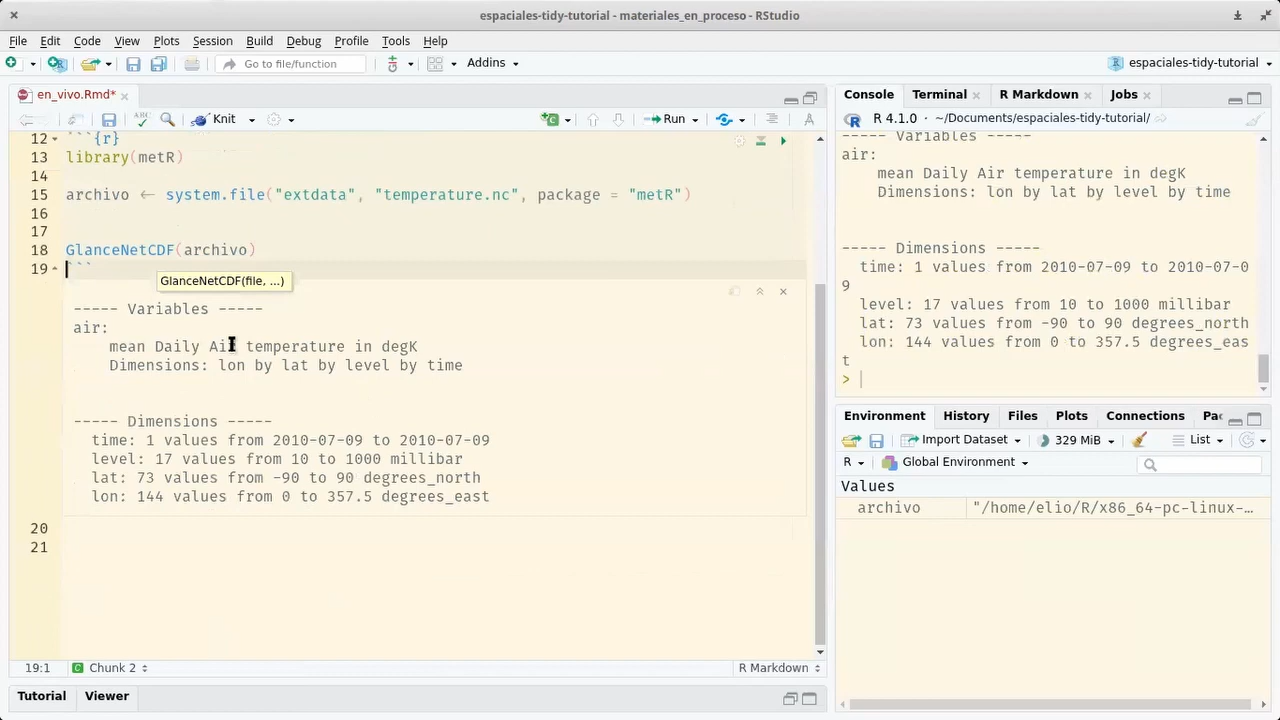 espaciales-tidy-tutorial - materiales_en_proceso - RStudio
File Edit Code View Plots Session Build Debug Profile Tools Help
Go to file/function Addins espaciales-tidy-tutorial
en_vivo.Rmd*
Knit Run
12 ```{r}
13 library(metR)
14
15 archivo <- system.file("extdata", "temperature.nc", package = "metR")
16
17
18 GlanceNetCDF(archivo)
19 ```
GlanceNetCDF(file, ...)
----- Variables -----
air:
mean Daily Air temperature in degK
Dimensions: lon by lat by level by time
----- Dimensions -----
time: 1 values from 2010-07-09 to 2010-07-09
level: 17 values from 10 to 1000 millibar
lat: 73 values from -90 to 90 degrees_north
lon: 144 values from 0 to 357.5 degrees_east
20
21
19:1 Chunk 2 R Markdown
Tutorial Viewer
Console Terminal R Markdown Jobs
R 4.1.0 · ~/Documents/espaciales-tidy-tutorial/
----- Variables -----
air:
mean Daily Air temperature in degK
Dimensions: lon by lat by level by time
----- Dimensions -----
time: 1 values from 2010-07-09 to 2010-07-0
9
level: 17 values from 10 to 1000 millibar
lat: 73 values from -90 to 90 degrees_north
lon: 144 values from 0 to 357.5 degrees_eas
t
>
Environment History Files Plots Connections Pac
Import Dataset 329 MiB List
R Global Environment
Values
archivo "/home/elio/R/x86_64-pc-linux-…